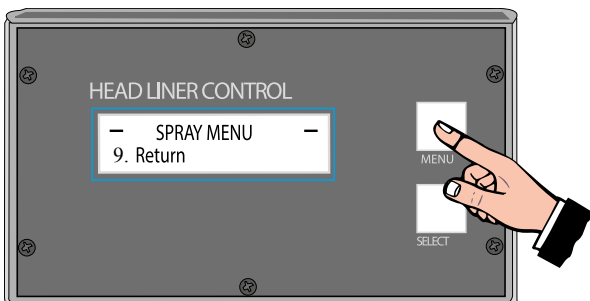 HEAD LINER CONTROL
– SPRAY MENU –
9. Return
MENU
SELECT